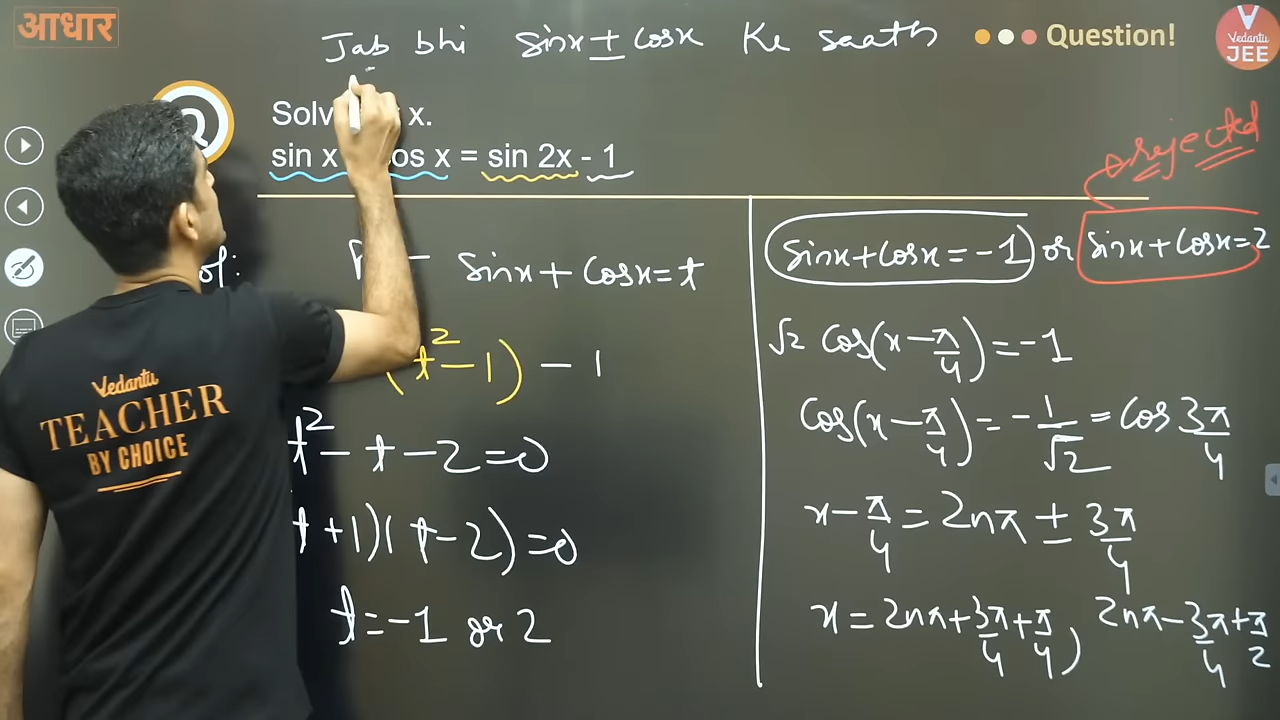 आधार
Jab bhi sinx ± cosx Ke saath
Question!
Vedantu
JEE
x.
sin x os x = sin 2x - 1
rejected
sinx + cosx = t
(t² - 1) - 1
t² - t - 2 = 0
t + 1)(t - 2) = 0
t = -1 or 2
sinx + cosx = -1 or sinx + cosx = 2
√2 cos(x - π/4) = -1
cos(x - π/4) = -1/√2 = cos 3π/4
x - π/4 = 2nπ ± 3π/4
x = 2nπ + 3π/4 + π/4, 2nπ - 3π/4 + π/2
Vedantu
TEACHER
BY CHOICE